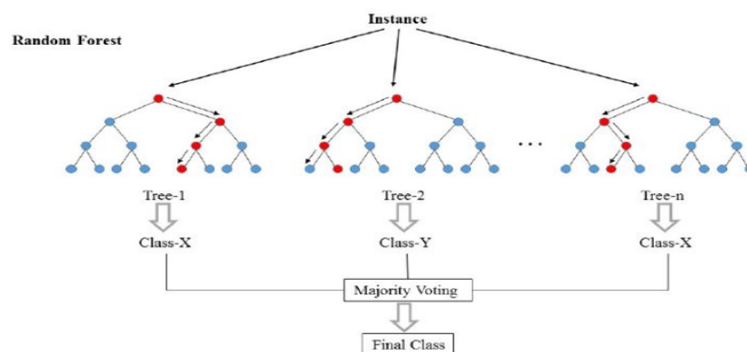 Instance
Random Forest
...
Tree-1 Tree-2 Tree-n
Class-X Class-Y Class-X
Majority Voting
Final Class